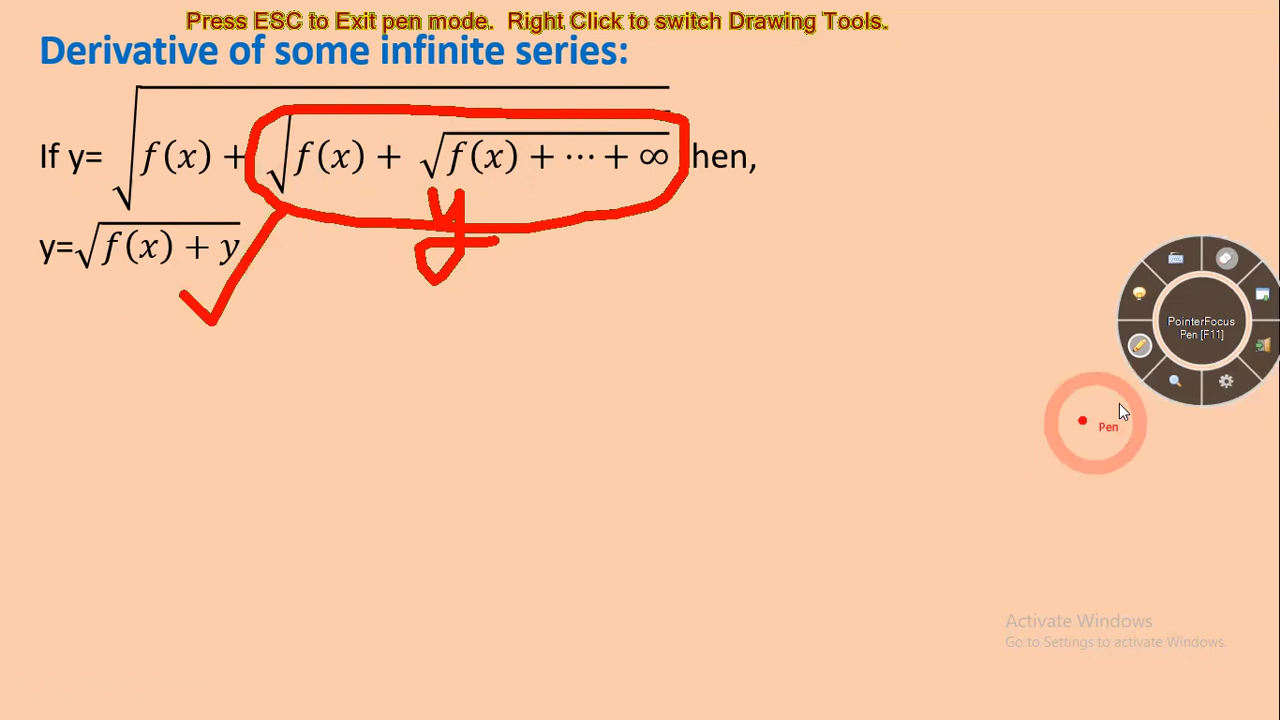 Press ESC to Exit pen mode. Right Click to switch Drawing Tools.
Derivative of some infinite series:
If y= √(f(x) + √(f(x) + √(f(x) + ⋯ + ∞ hen,
y=√(f(x) + y
y
PointerFocus
Pen [F11]
Pen
Activate Windows
Go to Settings to activate Windows.